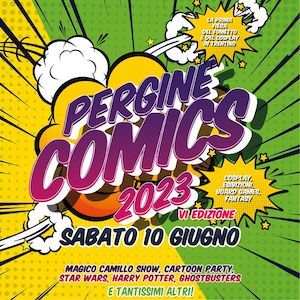 LA PRIMA
FIERA
DEL FUMETTO
E DEL COSPLAY
IN TRENTINO
PERGINE
COMICS
2023
VI EDIZIONE
SABATO 10 GIUGNO
COSPLAY,
ESIBIZIONI,
BOARD GAMES,
FANTASY
MAGICO CAMILLO SHOW, CARTOON PARTY,
STAR WARS, HARRY POTTER, GHOSTBUSTERS
E TANTISSIMI ALTRI!